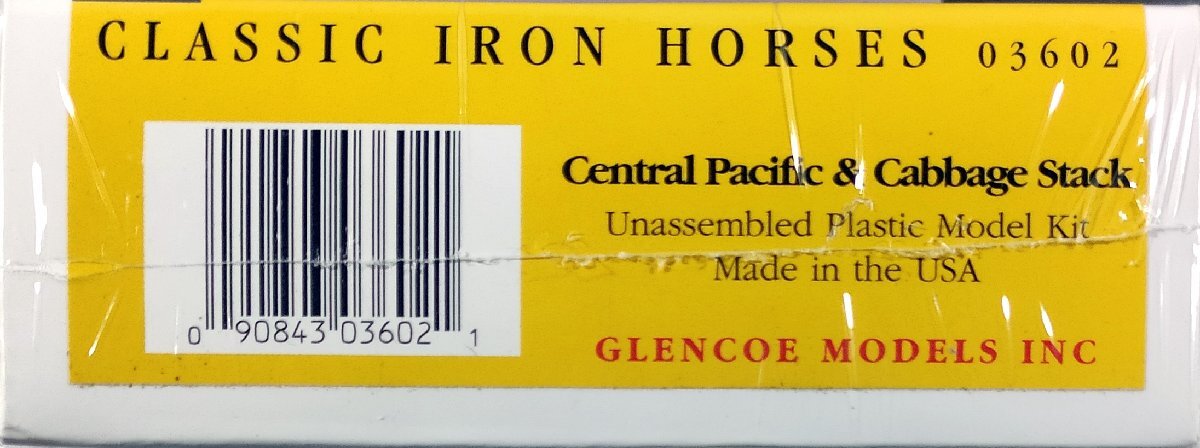 CLASSIC IRON HORSES 03602
Central Pacific & Cabbage Stack
Unassembled Plastic Model Kit
Made in the USA
GLENCOE MODELS INC
0 90843 03602 1